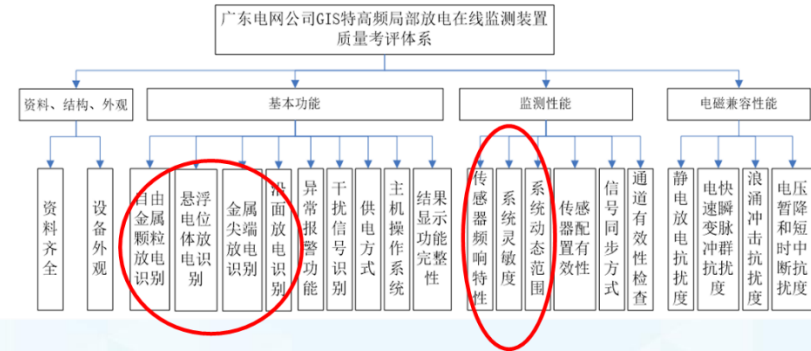 广东电网公司GIS特高频局部放电在线监测装置
质量考评体系
资料、结构、外观
基本功能
监测性能
电磁兼容性能
资料齐全
设备外观
自由金属颗粒放电识别
悬浮电位体放电识别
金属尖端放电识别
沿面放电识别
异常报警功能
干扰信号识别
供电方式
主机操作系统
结果显示功能完整性
传感器频响特性
系统灵敏度
系统动态范围
传感器配置有效性
信号同步方式
通道有效性检查
静电放电抗扰度
电快速瞬变脉冲群抗扰度
浪涌冲击抗扰度
电压暂降和短时中断抗扰度